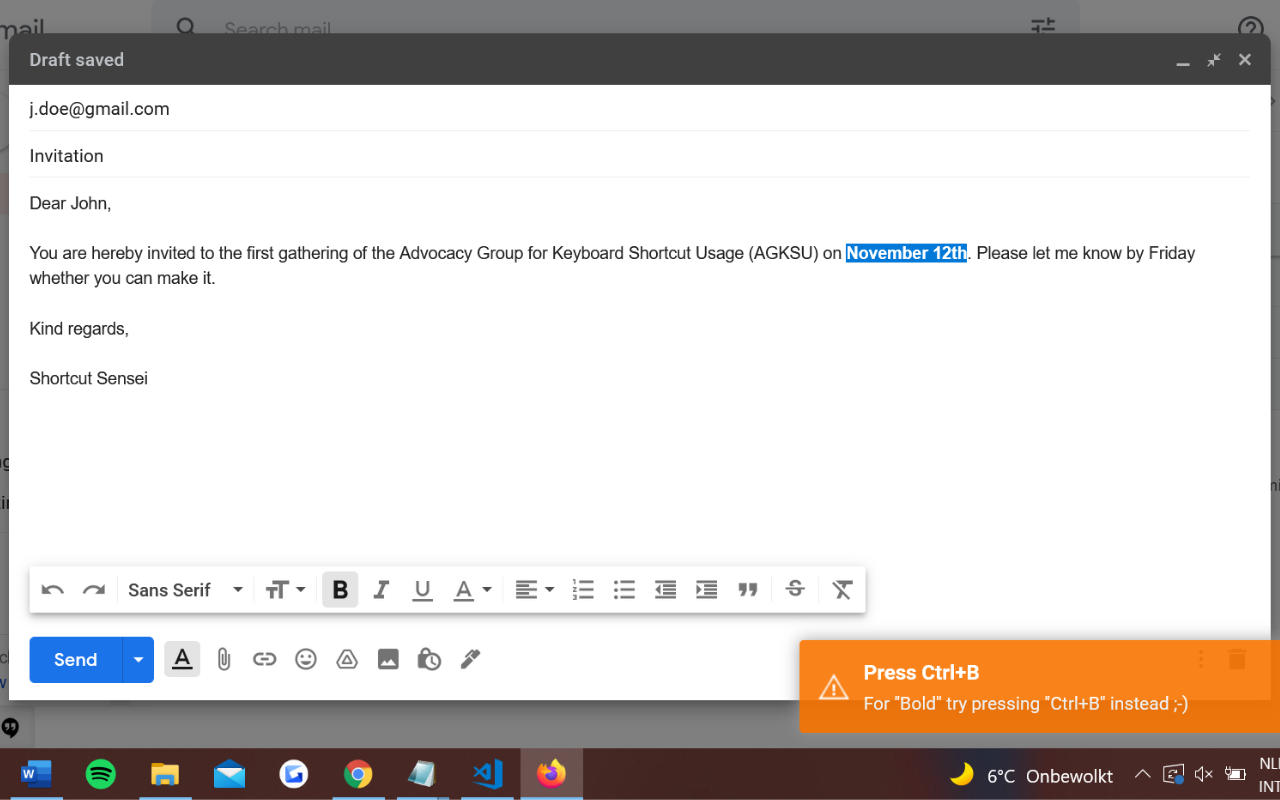 mail
Search mail
Draft saved
j.doe@gmail.com
Invitation
Dear John,
You are hereby invited to the first gathering of the Advocacy Group for Keyboard Shortcut Usage (AGKSU) on November 12th. Please let me know by Friday
whether you can make it.
Kind regards,
Shortcut Sensei
Sans Serif
B I U A
Send A
Press Ctrl+B
For "Bold" try pressing "Ctrl+B" instead ;-)
6°C Onbewolkt
NL
INT